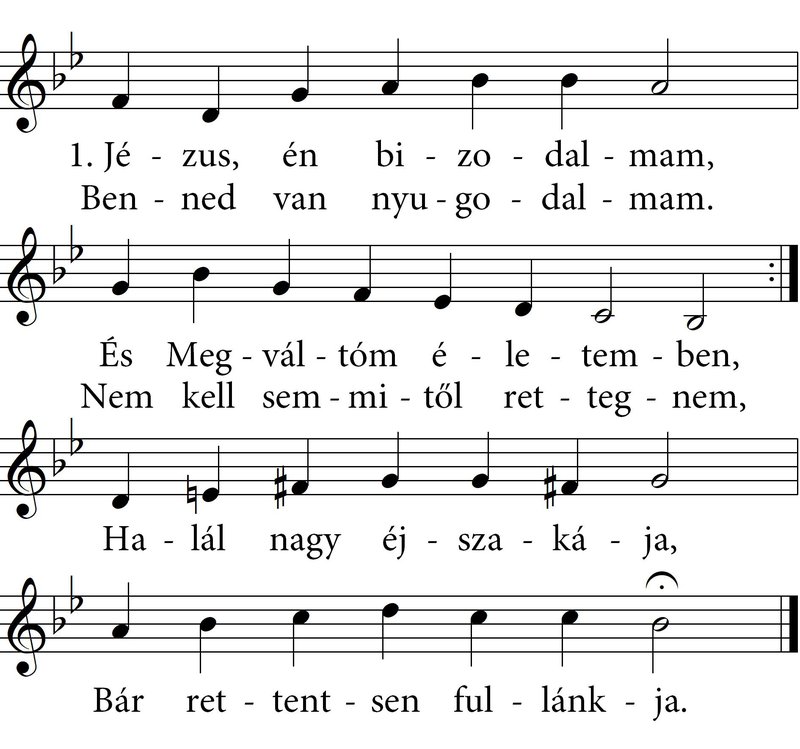 1. Jé - zus, én bi - zo - dal - mam,
Ben - ned van nyu - go - dal - mam.
És Meg - vál - tóm é - le - tem - ben,
Nem kell sem - mi - től ret - teg - nem,
Ha - lál nagy éj - sza - ká - ja,
Bár ret - tent - sen ful - lánk - ja.